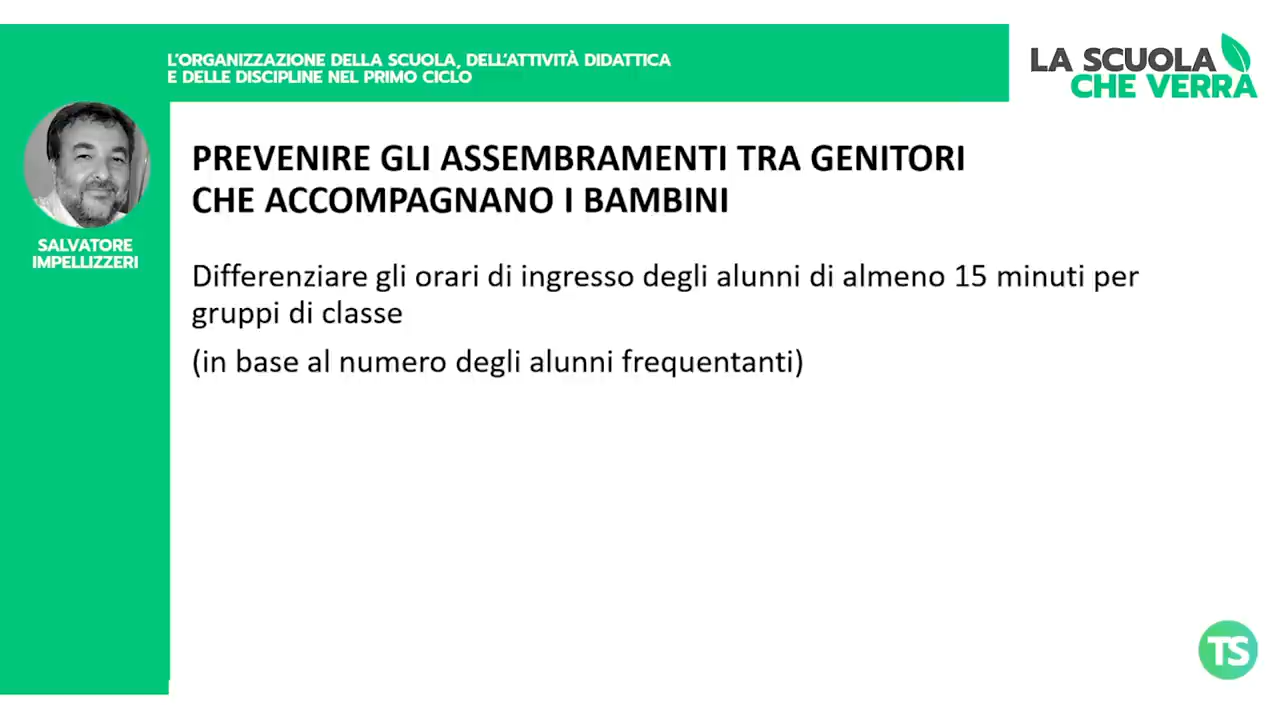 L'ORGANIZZAZIONE DELLA SCUOLA, DELL'ATTIVITÀ DIDATTICA
E DELLE DISCIPLINE NEL PRIMO CICLO
LA SCUOLA
CHE VERRÀ
SALVATORE
IMPELLIZZERI
PREVENIRE GLI ASSEMBRAMENTI TRA GENITORI
CHE ACCOMPAGNANO I BAMBINI
Differenziare gli orari di ingresso degli alunni di almeno 15 minuti per
gruppi di classe
(in base al numero degli alunni frequentanti)
TS